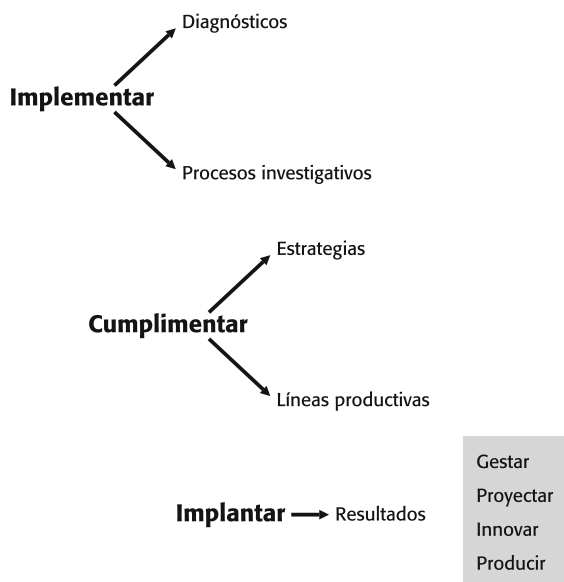 Diagnósticos
Implementar
Procesos investigativos
Estrategias
Cumplimentar
Líneas productivas
Implantar
Resultados
Gestar
Proyectar
Innovar
Producir